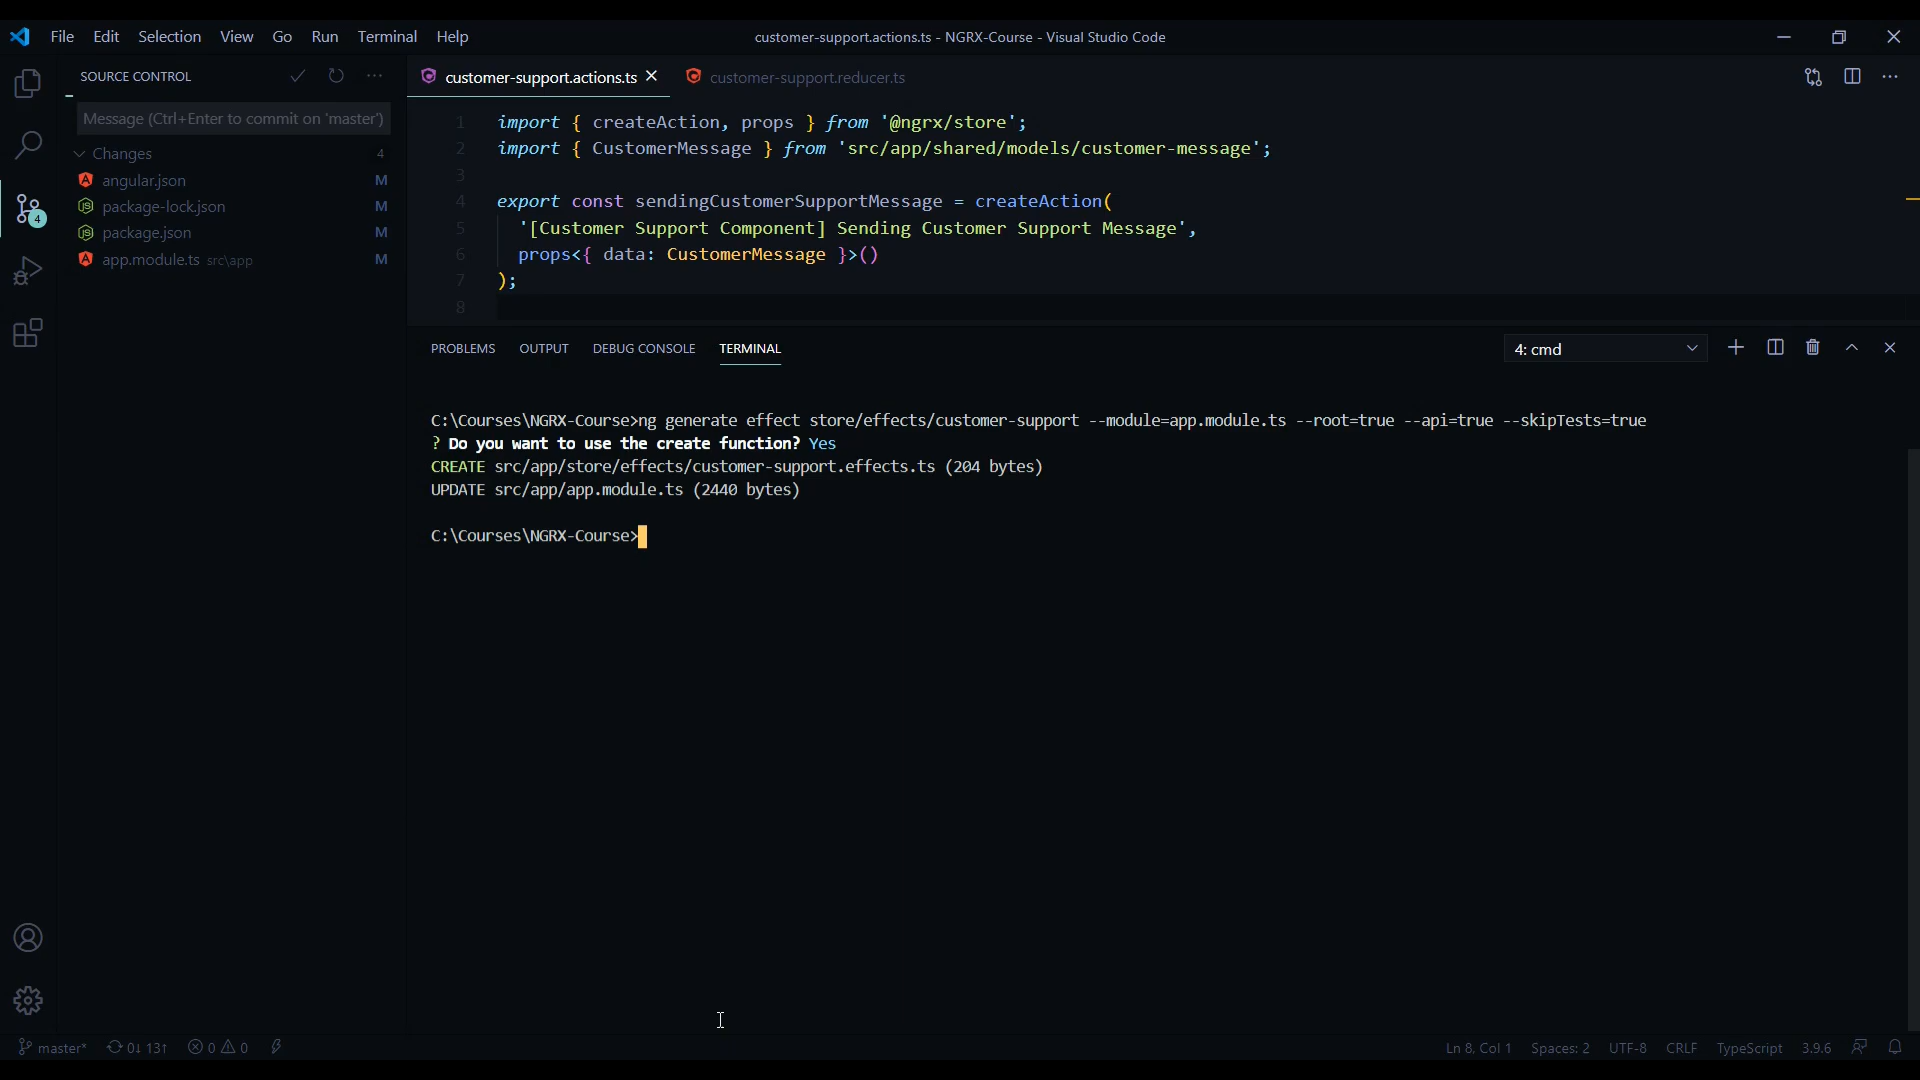 File Edit Selection View Go Run Terminal Help
customer-support.actions.ts - NGRX-Course - Visual Studio Code
SOURCE CONTROL
Message (Ctrl+Enter to commit on 'master')
Changes 4
angular.json M
package-lock.json M
package.json M
app.module.ts src\app M
4
customer-support.actions.ts
customer-support.reducer.ts
1 import { createAction, props } from '@ngrx/store';
2 import { CustomerMessage } from 'src/app/shared/models/customer-message';
3
4 export const sendingCustomerSupportMessage = createAction(
5 '[Customer Support Component] Sending Customer Support Message',
6 props<{ data: CustomerMessage }>()
7 );
8
PROBLEMS OUTPUT DEBUG CONSOLE TERMINAL
4: cmd
C:\Courses\NGRX-Course>ng generate effect store/effects/customer-support --module=app.module.ts --root=true --api=true --skipTests=true
? Do you want to use the create function? Yes
CREATE src/app/store/effects/customer-support.effects.ts (204 bytes)
UPDATE src/app/app.module.ts (2440 bytes)
C:\Courses\NGRX-Course>
master* 0↓ 13↑ 0 0
Ln 8, Col 1 Spaces: 2 UTF-8 CRLF TypeScript 3.9.6